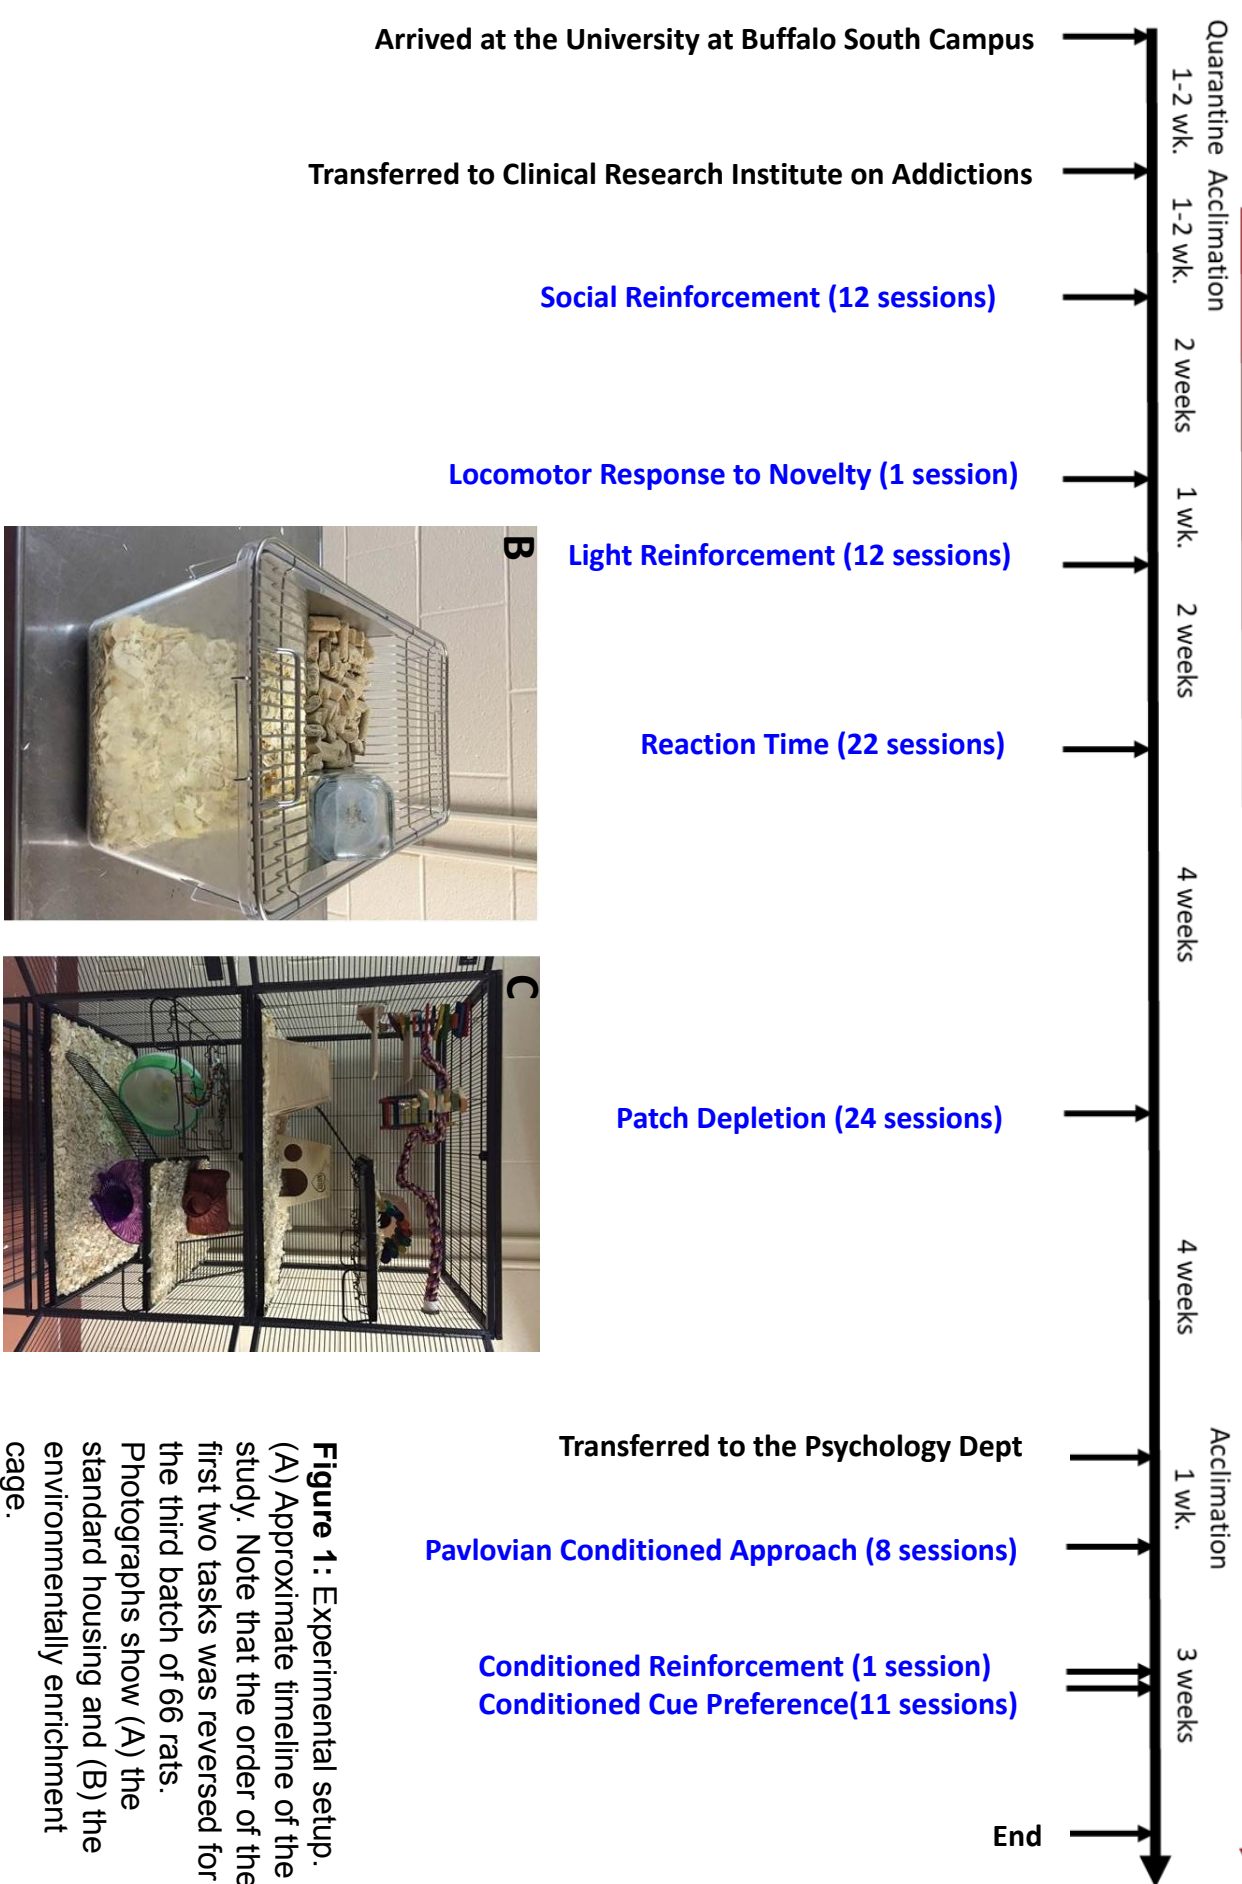 Quarantine
1-2 wk.
Acclimation
1-2 wk.
2 weeks
1 wk.
2 weeks
4 weeks
4 weeks
Acclimation
1 wk.
3 weeks
Arrived at the University at Buffalo South Campus
Transferred to Clinical Research Institute on Addictions
Social Reinforcement (12 sessions)
Locomotor Response to Novelty (1 session)
Light Reinforcement (12 sessions)
Reaction Time (22 sessions)
Patch Depletion (24 sessions)
Transferred to the Psychology Dept
Pavlovian Conditioned Approach (8 sessions)
Conditioned Reinforcement (1 session)
Conditioned Cue Preference(11 sessions)
End
B
C
Figure 1: Experimental setup.
(A) Approximate timeline of the
study. Note that the order of the
first two tasks was reversed for
the third batch of 66 rats.
Photographs show (A) the
standard housing and (B) the
environmentally enrichment
cage.